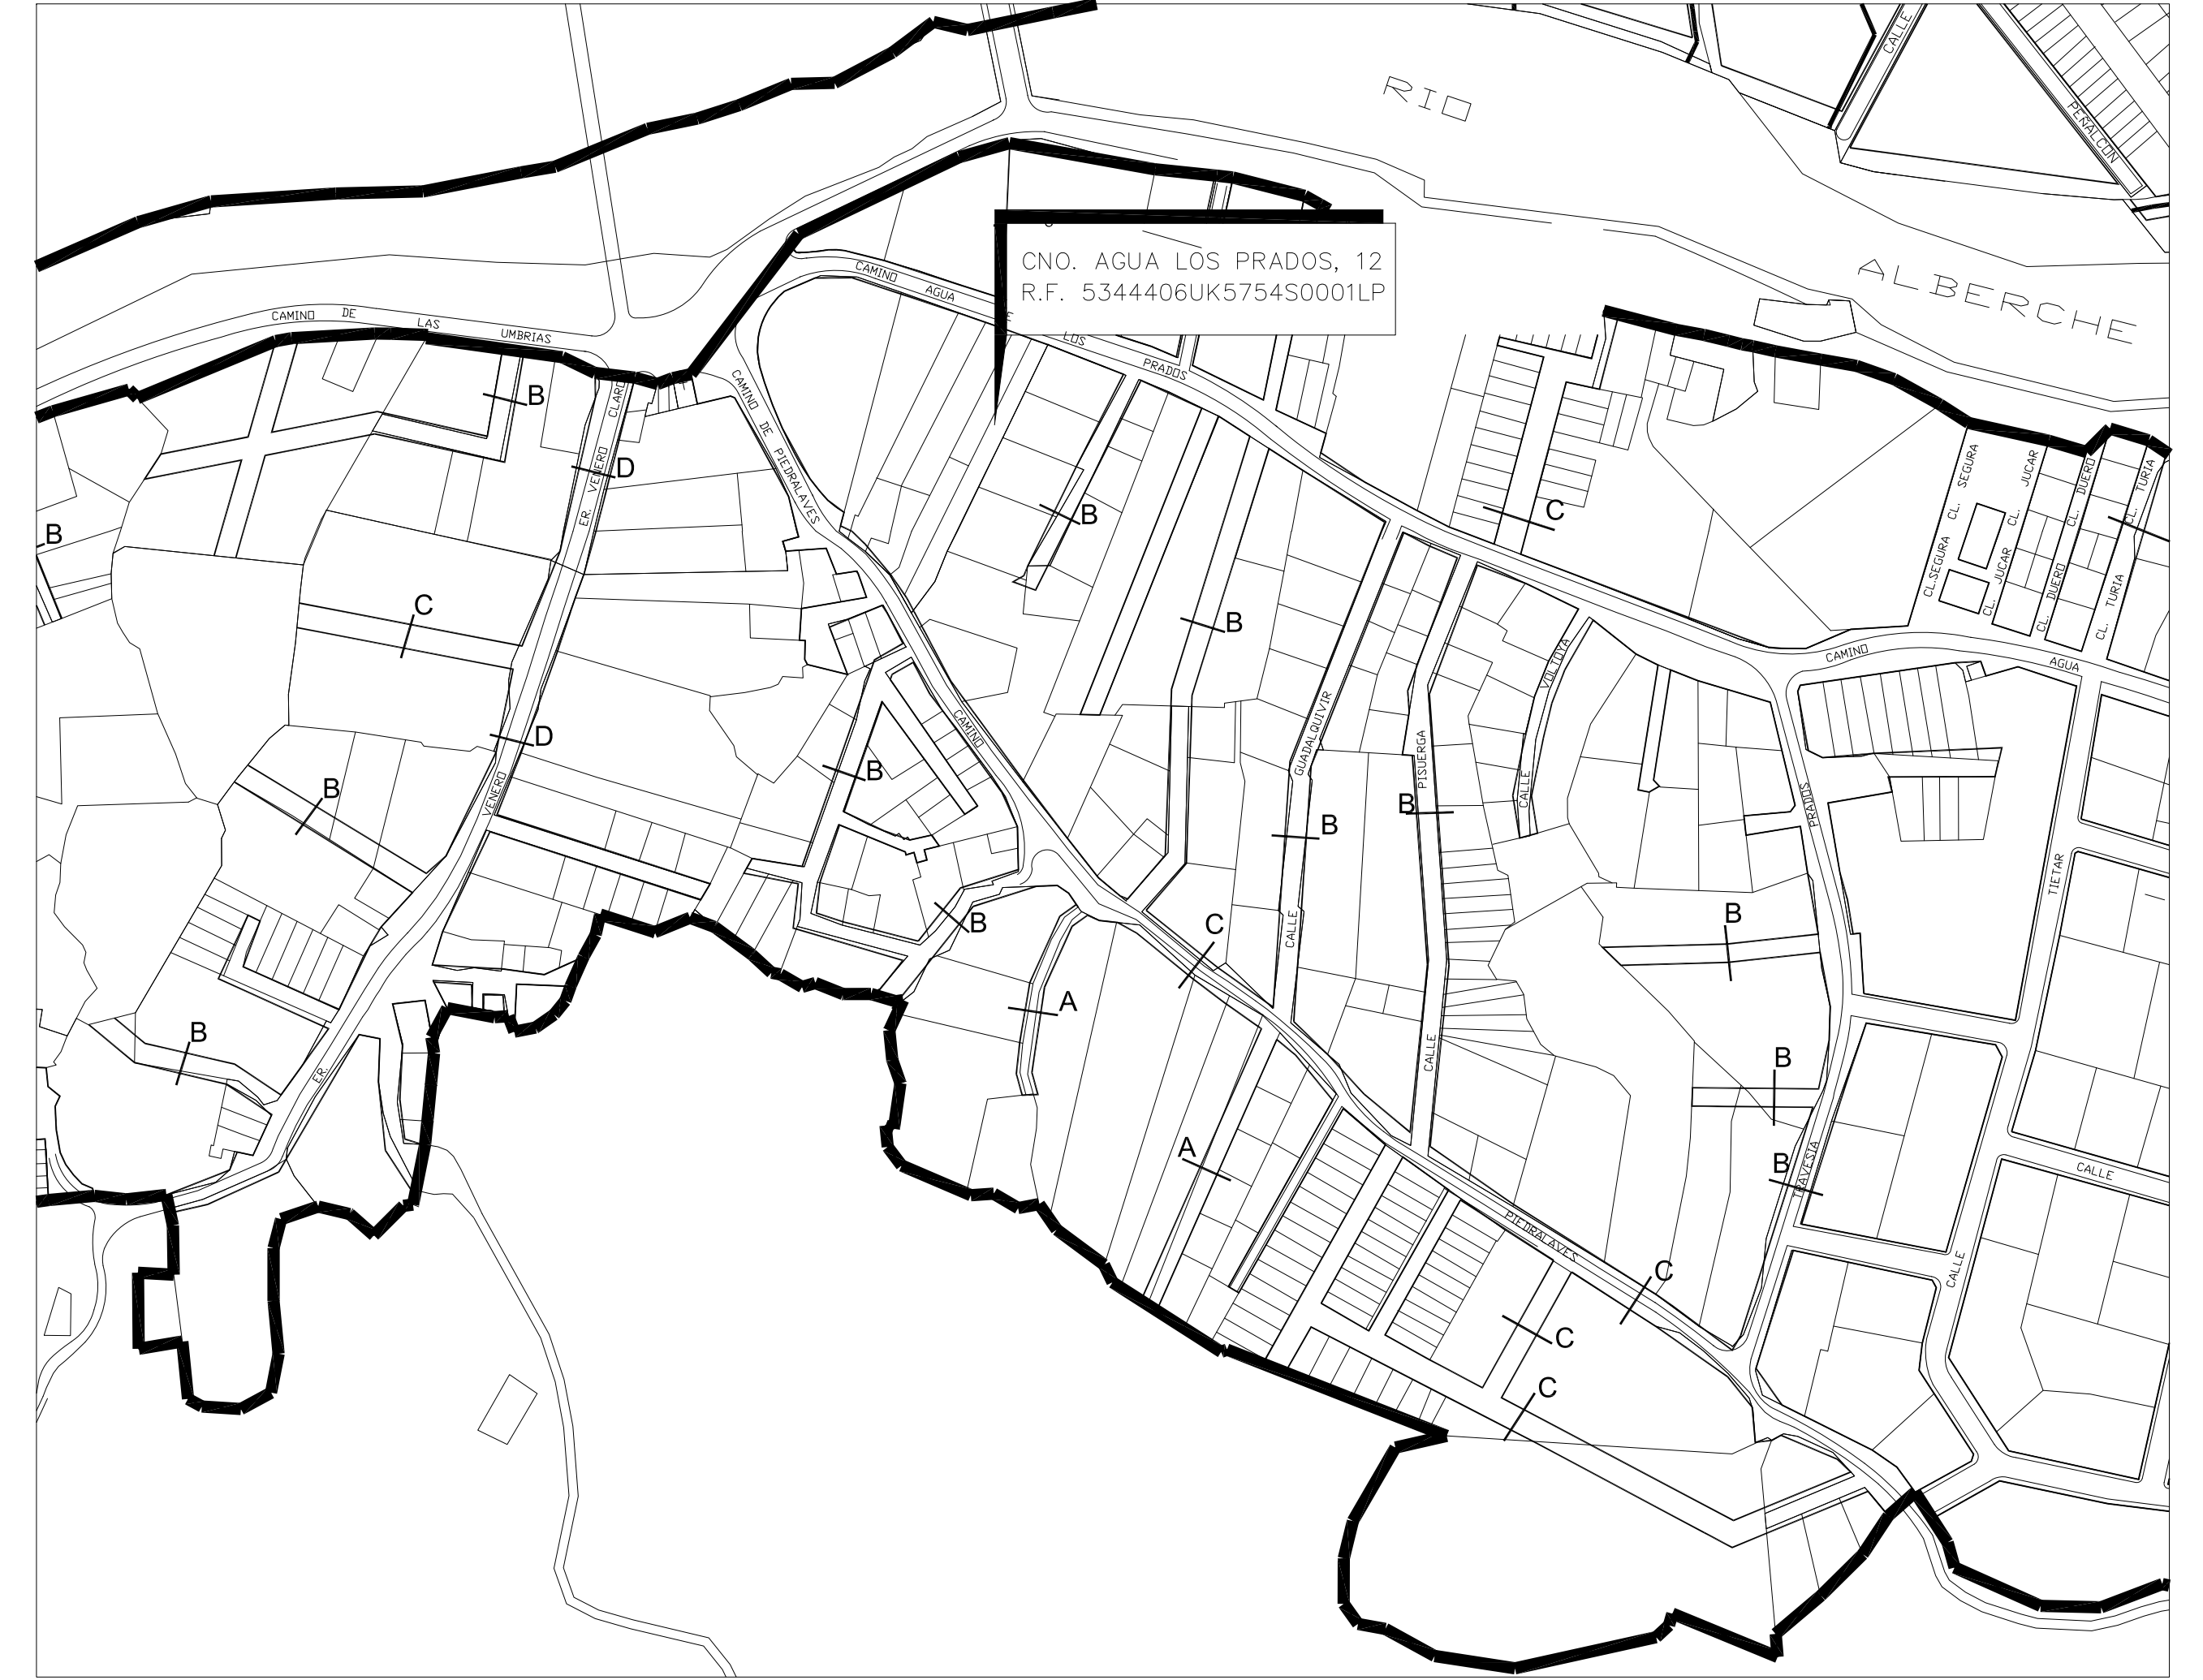 CALLE
PEÑALCON
RIO
ALBERCHE
CNO. AGUA LOS PRADOS, 12
R.F. 5344406UK5754S0001LP
CAMINO AGUA
E
LOS
PRADOS
CAMINO DE LAS UMBRIAS
ER. VENERO CLARO
CAMINO DE PIEDRALAVES
B
D
B
B
C
B
C
D
B
B
B
B
B
C
CL. SEGURA
CL. JUCAR
CL. DUERO
CL. TURIA
CL.SEGURA
CL. JUCAR
CL. DUERO
CL. TURIA
CAMINO
AGUA
VENERO
CAMINO
GUADALQUIVIR
PISUERGA
CALLE VOLTOYA
PRADOS
TIETAR
B
B
B
C
CALLE
A
B
B
ER.
CALLE
B
B
TRAVESIA
A
CALLE
PIEDRALAVES
C
CALLE
C
C